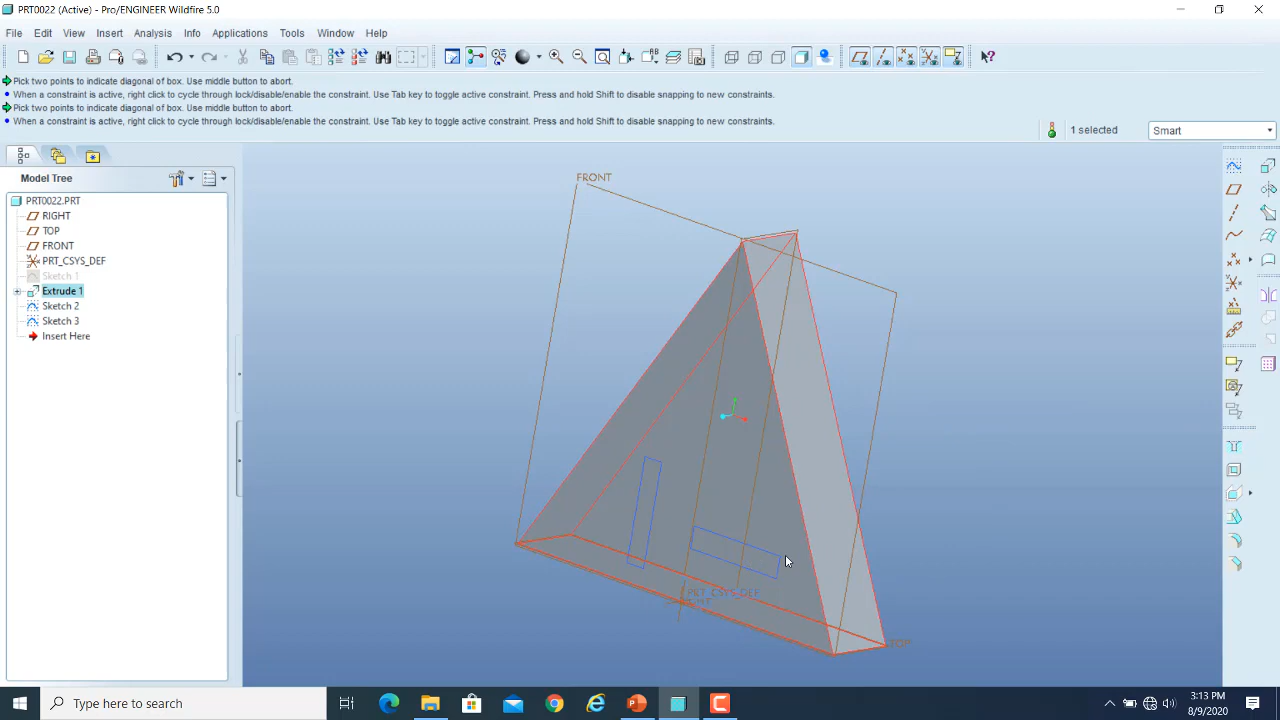 PRT0022 (Active) - Pro/ENGINEER Wildfire 5.0
File Edit View Insert Analysis Info Applications Tools Window Help
Pick two points to indicate diagonal of box. Use middle button to abort.
When a constraint is active, right click to cycle through lock/disable/enable the constraint. Use Tab key to toggle active constraint. Press and hold Shift to disable snapping to new constraints.
Pick two points to indicate diagonal of box. Use middle button to abort.
When a constraint is active, right click to cycle through lock/disable/enable the constraint. Use Tab key to toggle active constraint. Press and hold Shift to disable snapping to new constraints.
1 selected
Smart
Model Tree
PRT0022.PRT
RIGHT
TOP
FRONT
PRT_CSYS_DEF
Sketch 1
Extrude 1
Sketch 2
Sketch 3
Insert Here
FRONT
PRT_CSYS_DEF
TOP
Type here to search
3:13 PM
8/9/2020